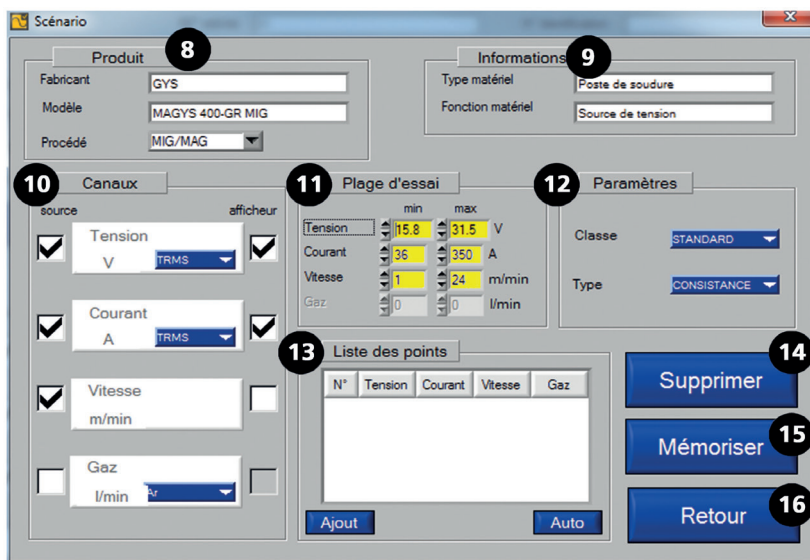 Scénario
8
Produit
Fabricant GYS
Modèle MAGYS 400-GR MIG
Procédé MIG/MAG
9
Informations
Type matériel Poste de soudure
Fonction matériel Source de tension
10
Canaux
source afficheur
Tension
V TRMS
Courant
A TRMS
Vitesse
m/min
Gaz
l/min Ar
11
Plage d'essai
min max
Tension 15.8 31.5 V
Courant 36 350 A
Vitesse 1 24 m/min
Gaz 0 0 l/min
12
Paramètres
Classe STANDARD
Type CONSISTANCE
13
Liste des points
N° Tension Courant Vitesse Gaz
Ajout Auto
14
Supprimer
15
Mémoriser
16
Retour